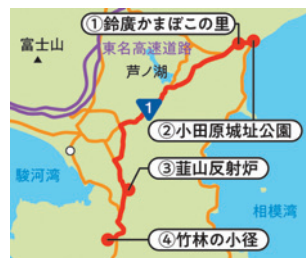 ①鈴廣かまぼこの里
富士山
東名高速道路
芦ノ湖
1
②小田原城址公園
③韮山反射炉
駿河湾
相模湾
④竹林の小径